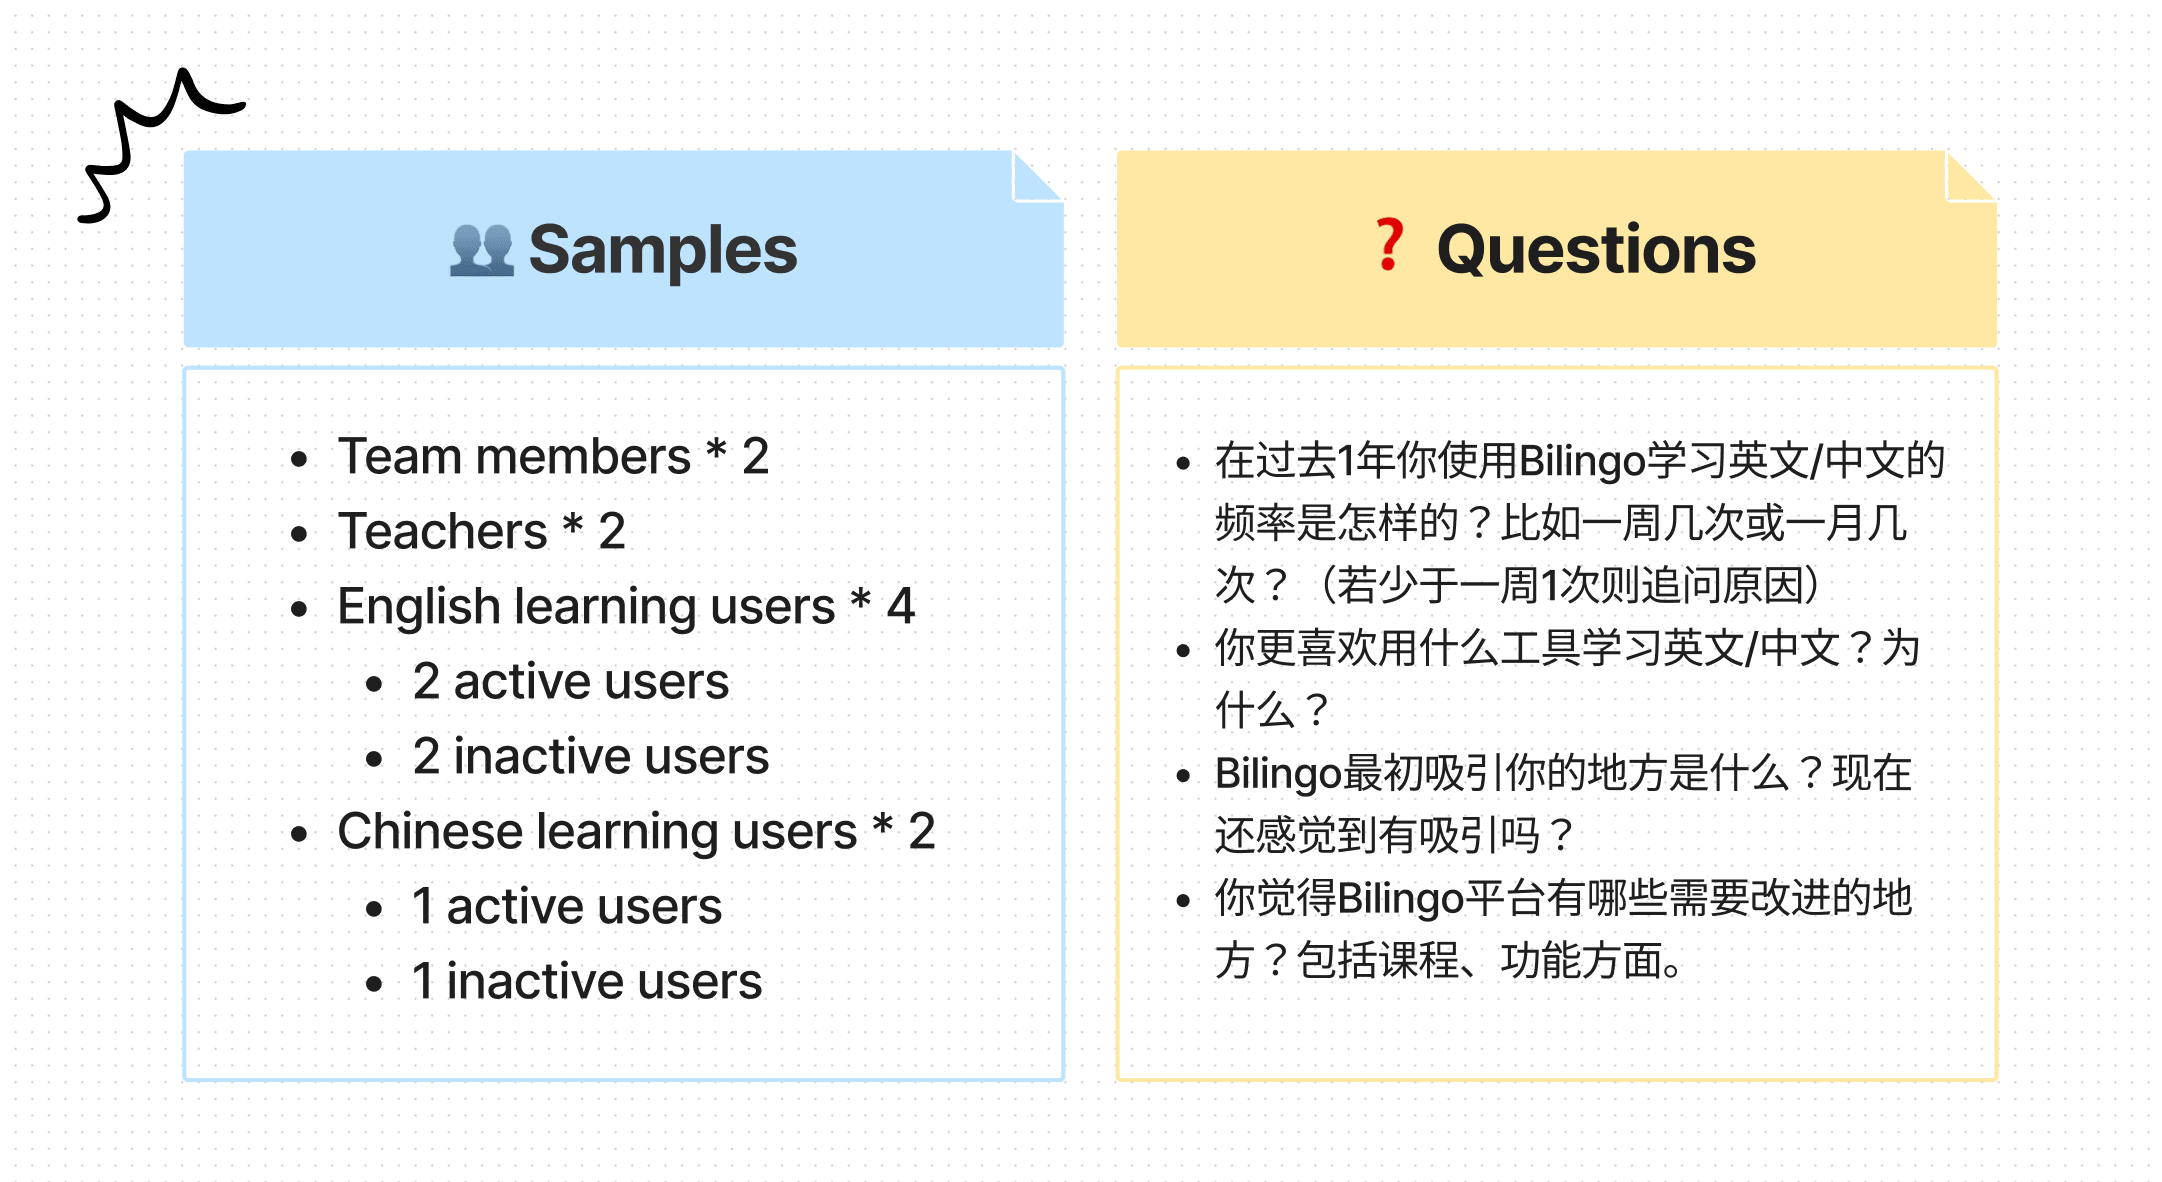 👥 Samples
• Team members * 2
• Teachers * 2
• English learning users * 4
• 2 active users
• 2 inactive users
• Chinese learning users * 2
• 1 active users
• 1 inactive users
❓ Questions
• 在过去1年你使用Bilingo学习英文/中文的
频率是怎样的？比如一周几次或一月几
次？（若少于一周1次则追问原因）
• 你更喜欢用什么工具学习英文/中文？为
什么？
• Bilingo最初吸引你的地方是什么？现在
还感觉到有吸引吗？
• 你觉得Bilingo平台有哪些需要改进的地
方？包括课程、功能方面。